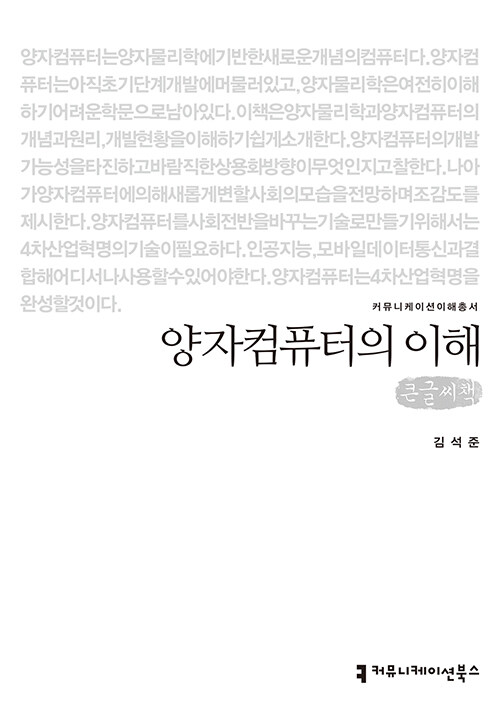 양자컴퓨터는양자물리학에기반한새로운개념의컴퓨터다.양자컴
퓨터는아직초기단계개발에머물러있고,양자물리학은여전히이해
하기어려운학문으로남아있다.이책은양자물리학과양자컴퓨터의
개념과원리,개발현황을이해하기쉽게소개한다.양자컴퓨터의개발
가능성을타진하고바람직한상용화방향이무엇인지고찰한다.나아
가양자컴퓨터에의해새롭게변할사회의모습을전망하며조감도를
제시한다.양자컴퓨터를사회전반을바꾸는기술로만들기위해서는
4차산업혁명의기술이필요하다.인공지능,모바일데이터통신과결
합해어디서나사용할수있어야한다.양자컴퓨터는4차산업혁명을
완성할것이다.
커뮤니케이션이해총서
양자컴퓨터의 이해
큰글씨책
김석준
커뮤니케이션북스